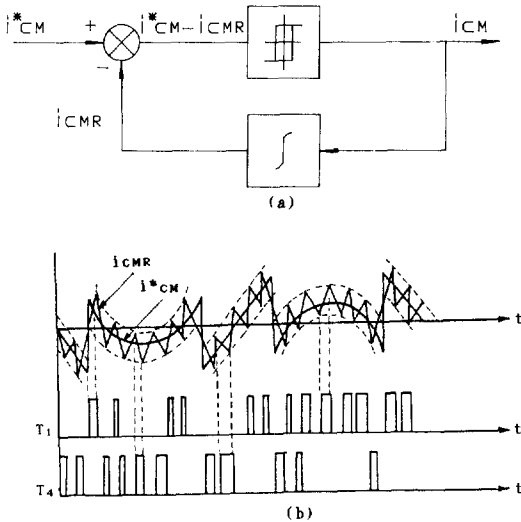 i*CM + i*CM-iCMR iCM
−
iCMR
∫
(a)
iCMR
i*CM
t
T1 t
T4 t
(b)